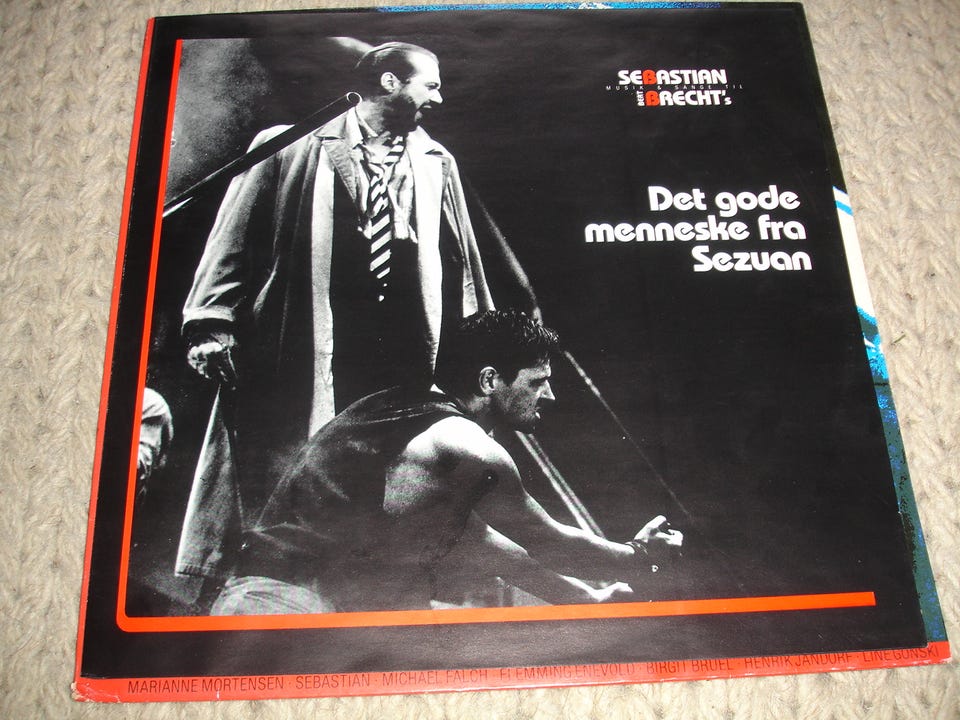 SEBASTIAN
MUSIK & SANGE TIL
BERT BRECHT's
Det gode
menneske fra
Sezuan
MARIANNE MORTENSEN · SEBASTIAN · MICHAEL FALCH · FLEMMING ENEVOLD · BIRGIT BRÜEL · HENRIK JANDORF · LINE GONSKI